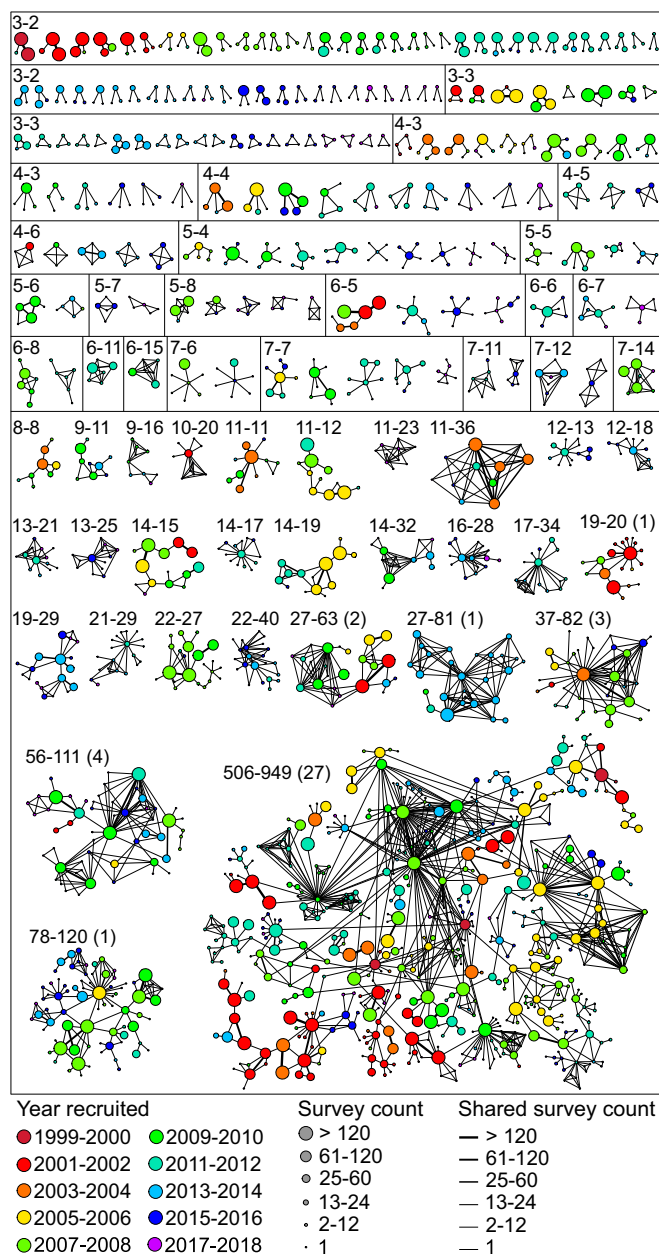 3-2
3-2 3-3
3-3 4-3
4-3 4-4 4-5
4-6 5-4 5-5
5-6 5-7 5-8 6-5 6-6 6-7
6-8 6-11 6-15 7-6 7-7 7-11 7-12 7-14
8-8 9-11 9-16 10-20 11-11 11-12 11-23 11-36 12-13 12-18
13-21 13-25 14-15 14-17 14-19 14-32 16-28 17-34 19-20 (1)
19-29 21-29 22-27 22-40 27-63 (2) 27-81 (1) 37-82 (3)
56-111 (4) 506-949 (27)
78-120 (1)
Year recruited Survey count Shared survey count
1999-2000 2009-2010 > 120 > 120
2001-2002 2011-2012 61-120 61-120
2003-2004 2013-2014 25-60 25-60
2005-2006 2015-2016 13-24 13-24
2007-2008 2017-2018 2-12 2-12
1 1